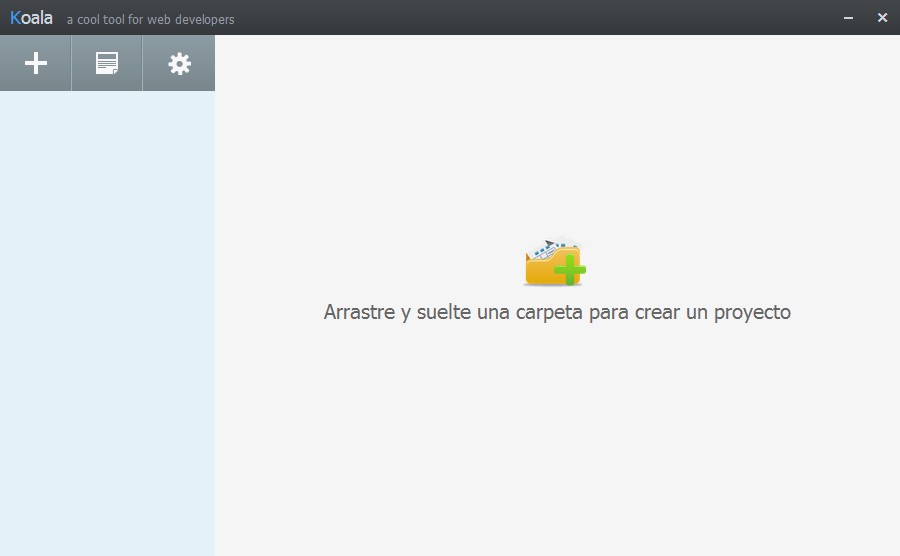 Koala a cool tool for web developers
Arrastre y suelte una carpeta para crear un proyecto